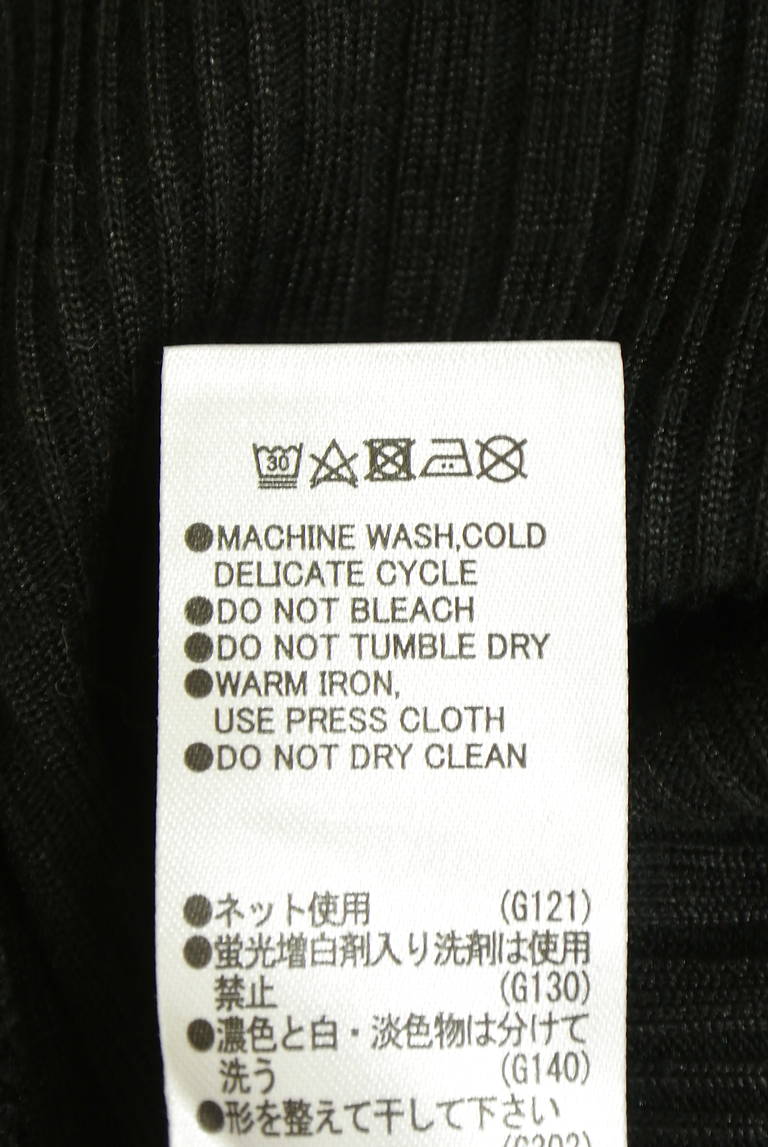 30
●MACHINE WASH,COLD
DELICATE CYCLE
●DO NOT BLEACH
●DO NOT TUMBLE DRY
●WARM IRON,
USE PRESS CLOTH
●DO NOT DRY CLEAN
●ネット使用 (G121)
●蛍光増白剤入り洗剤は使用
禁止 (G130)
●濃色と白・淡色物は分けて
洗う (G140)
●形を整えて干して下さい